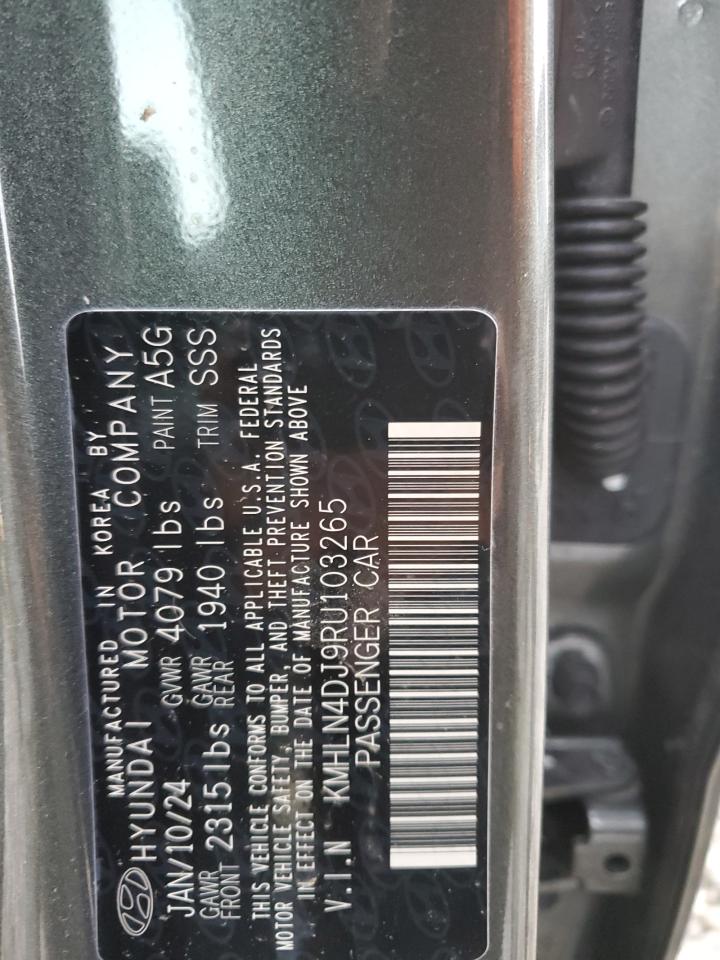 MANUFACTURED IN KOREA BY
HYUNDAI MOTOR COMPANY
JAN/10/24 GVWR 4079 lbs PAINT A5G
GAWR FRONT 2315 lbs GAWR REAR 1940 lbs TRIM SSS
THIS VEHICLE CONFORMS TO ALL APPLICABLE U.S.A. FEDERAL
MOTOR VEHICLE SAFETY, BUMPER, AND THEFT PREVENTION STANDARDS
IN EFFECT ON THE DATE OF MANUFACTURE SHOWN ABOVE
V.I.N KMHLN4DJ9RU103265
PASSENGER CAR